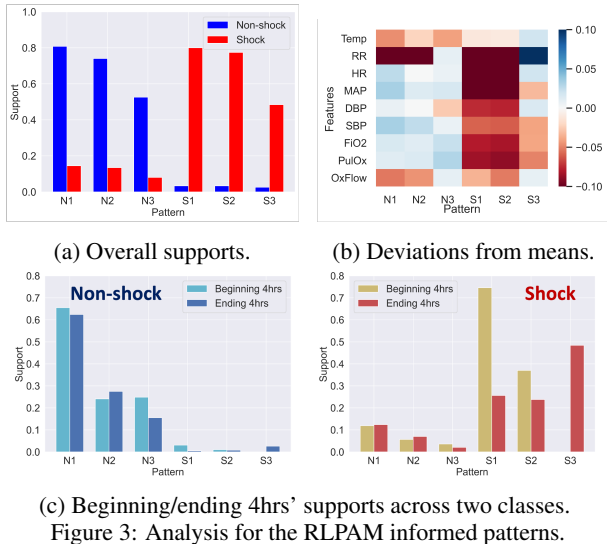 1.0
0.8
0.6
0.4
0.2
0.0
Support
Non-shock
Shock
N1 N2 N3 S1 S2 S3
Pattern
(a) Overall supports.
Features
Temp
RR
HR
MAP
DBP
SBP
FiO2
PulOx
OxFlow
N1 N2 N3 S1 S2 S3
Pattern
0.10
0.05
0.00
−0.05
−0.10
(b) Deviations from means.
0.8
0.7
0.6
0.5
0.4
0.3
0.2
0.1
0.0
Support
Non-shock
Beginning 4hrs
Ending 4hrs
N1 N2 N3 S1 S2 S3
Pattern
0.8
0.7
0.6
0.5
0.4
0.3
0.2
0.1
0.0
Support
Beginning 4hrs
Ending 4hrs
Shock
N1 N2 N3 S1 S2 S3
Pattern
(c) Beginning/ending 4hrs' supports across two classes.
Figure 3: Analysis for the RLPAM informed patterns.